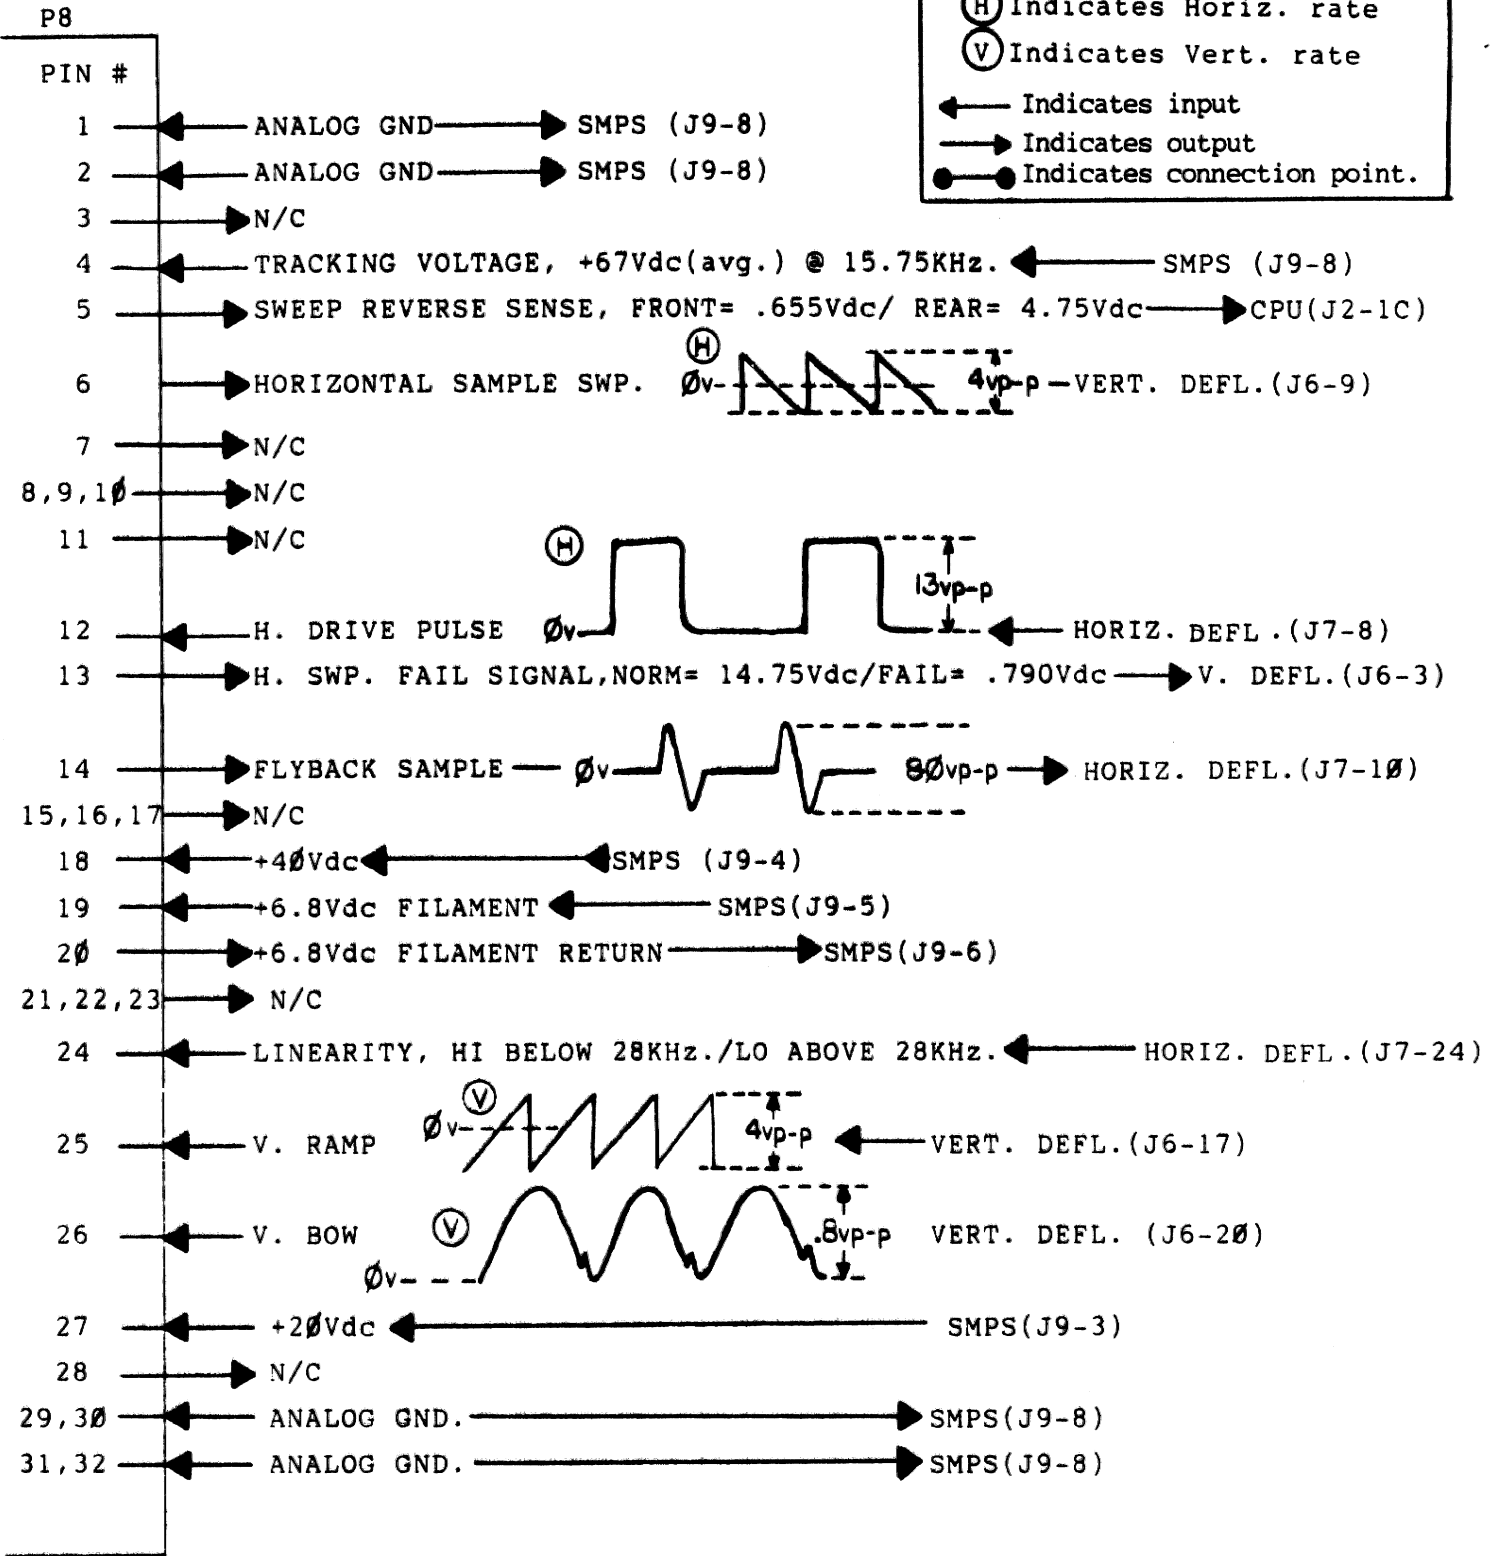 P8
Ⓗ Indicates Horiz. rate
Ⓥ Indicates Vert. rate
Indicates input
Indicates output
Indicates connection point.
PIN #
1 ANALOG GND SMPS (J9-8)
2 ANALOG GND SMPS (J9-8)
3 N/C
4 TRACKING VOLTAGE, +67Vdc(avg.) @ 15.75KHz. SMPS (J9-8)
5 SWEEP REVERSE SENSE, FRONT= .655Vdc/ REAR= 4.75Vdc CPU(J2-1C)
6 HORIZONTAL SAMPLE SWP. Ⓗ Øv 4vp-p VERT. DEFL.(J6-9)
7 N/C
8,9,1Ø N/C
11 N/C
Ⓗ 13vp-p
12 H. DRIVE PULSE Øv HORIZ. DEFL.(J7-8)
13 H. SWP. FAIL SIGNAL,NORM= 14.75Vdc/FAIL= .790Vdc V. DEFL.(J6-3)
14 FLYBACK SAMPLE Øv 8Øvp-p HORIZ. DEFL.(J7-1Ø)
15,16,17 N/C
18 +4ØVdc SMPS (J9-4)
19 +6.8Vdc FILAMENT SMPS(J9-5)
2Ø +6.8Vdc FILAMENT RETURN SMPS(J9-6)
21,22,23 N/C
24 LINEARITY, HI BELOW 28KHz./LO ABOVE 28KHz. HORIZ. DEFL.(J7-24)
25 V. RAMP Øv Ⓥ 4vp-p VERT. DEFL.(J6-17)
26 V. BOW Ⓥ .8vp-p VERT. DEFL. (J6-2Ø)
Øv
27 +2ØVdc SMPS(J9-3)
28 N/C
29,3Ø ANALOG GND. SMPS(J9-8)
31,32 ANALOG GND. SMPS(J9-8)